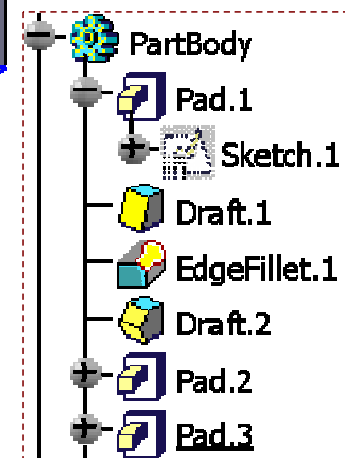 PartBody
Pad.1
Sketch.1
Draft.1
EdgeFillet.1
Draft.2
Pad.2
Pad.3